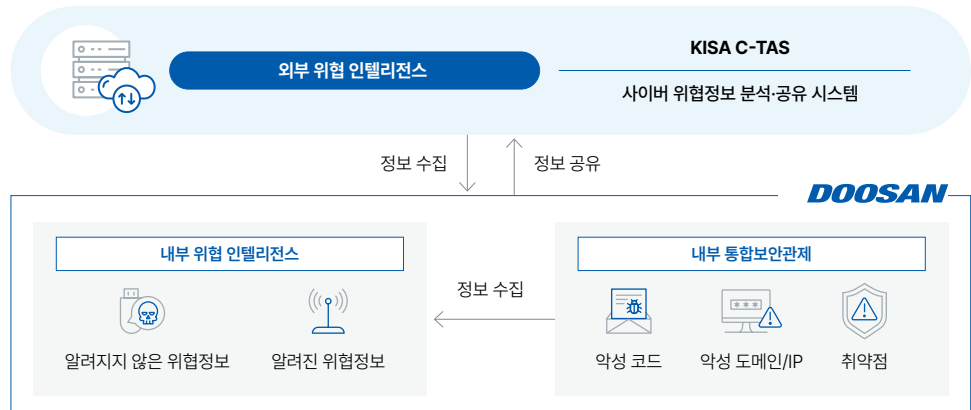 외부 위협 인텔리전스
KISA C-TAS
사이버 위협정보 분석·공유 시스템
정보 수집
정보 공유
DOOSAN
내부 위협 인텔리전스
알려지지 않은 위협정보
알려진 위협정보
정보 수집
내부 통합보안관제
악성 코드
악성 도메인/IP
취약점